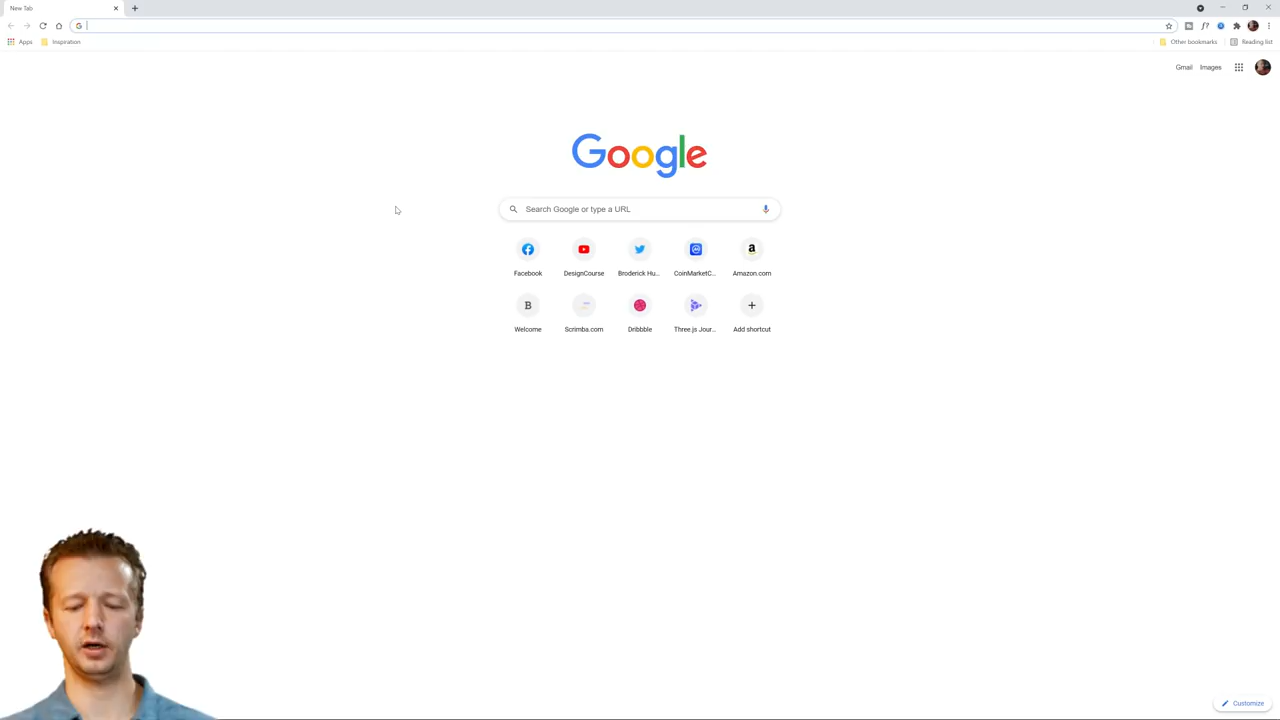 New Tab
Apps
Inspiration
Other bookmarks
Reading list
Gmail
Images
Google
Search Google or type a URL
Facebook
DesignCourse
Broderick Hu...
CoinMarketC...
Amazon.com
Welcome
Scrimba.com
Dribbble
Three.js Jour...
Add shortcut
Customize